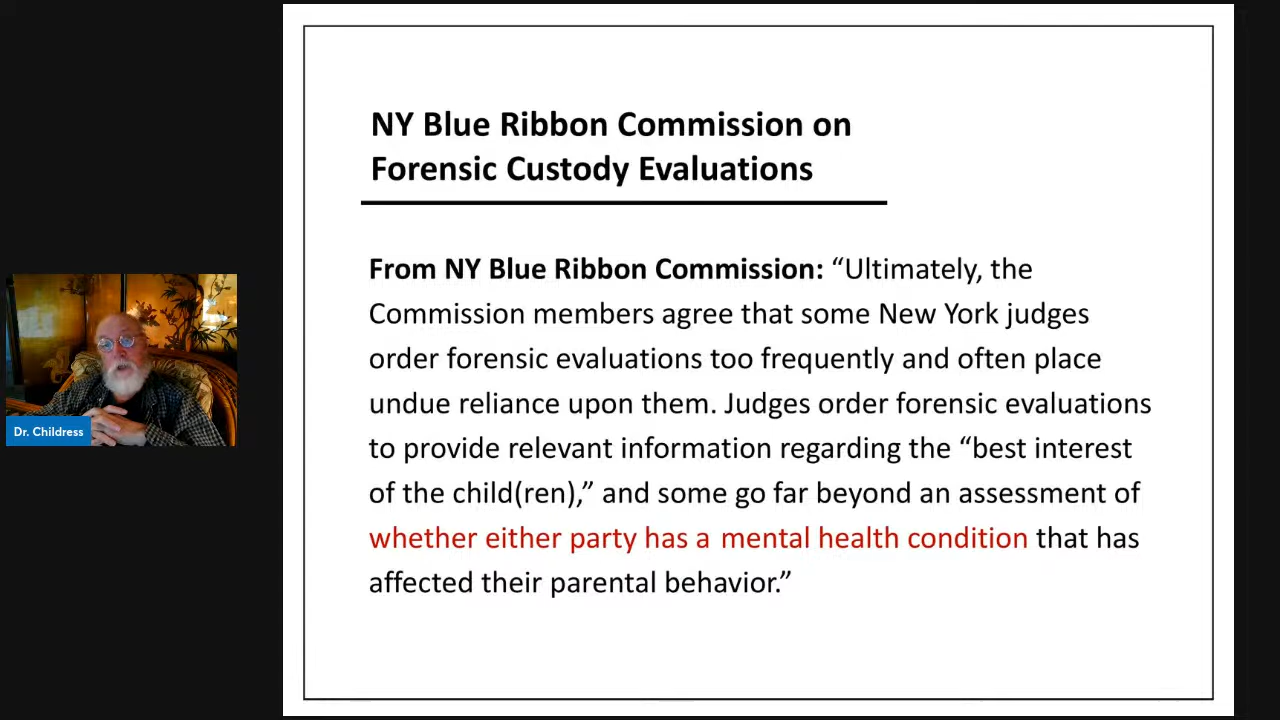 NY Blue Ribbon Commission on
Forensic Custody Evaluations
From NY Blue Ribbon Commission: “Ultimately, the
Commission members agree that some New York judges
order forensic evaluations too frequently and often place
undue reliance upon them. Judges order forensic evaluations
to provide relevant information regarding the “best interest
of the child(ren),” and some go far beyond an assessment of
whether either party has a mental health condition that has
affected their parental behavior.”
Dr. Childress